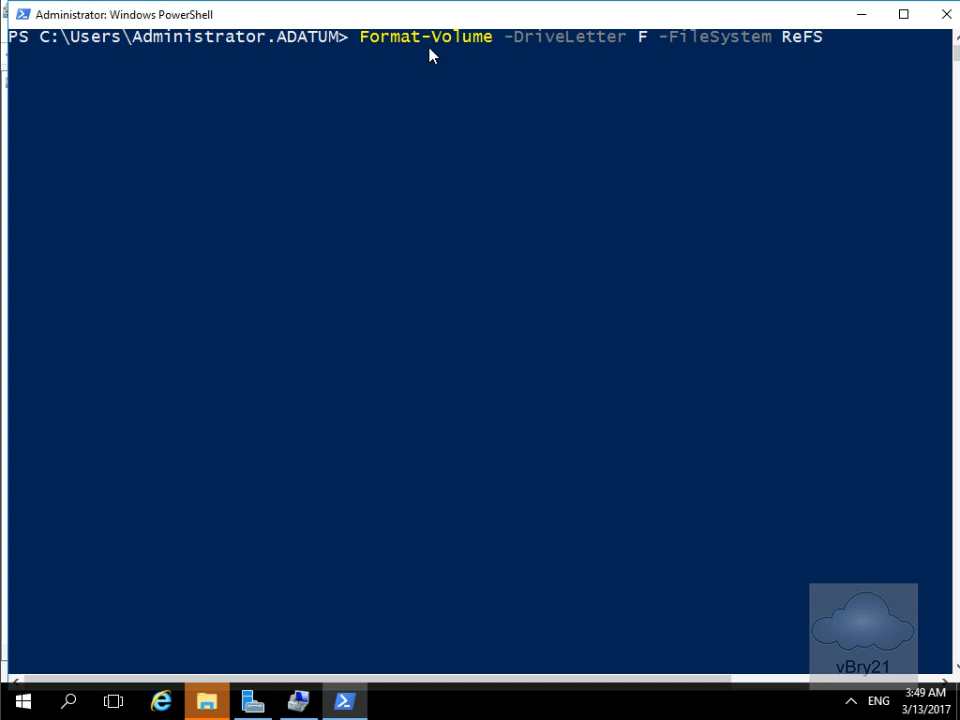 Administrator: Windows PowerShell
PS C:\Users\Administrator.ADATUM> Format-Volume -DriveLetter F -FileSystem ReFS
vBry21
ENG
3:49 AM
3/13/2017